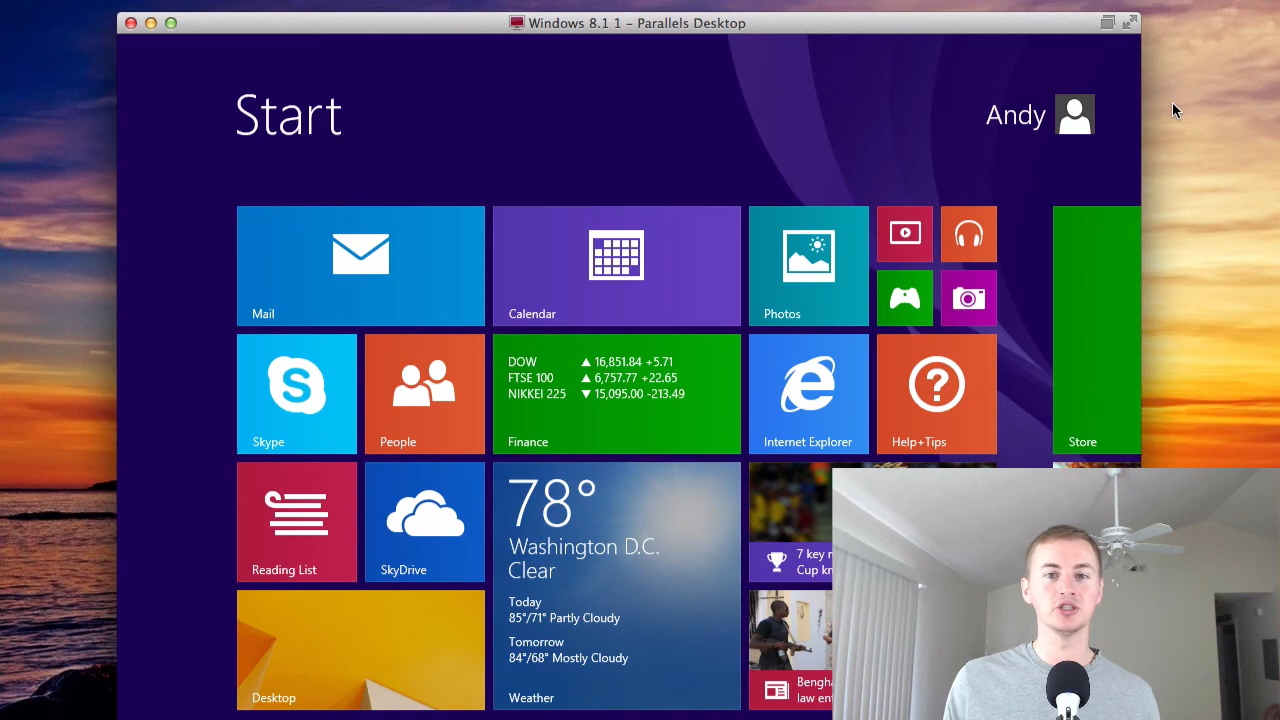 Windows 8.1 1 – Parallels Desktop
Start
Andy
Mail
Calendar
Photos
Skype
People
DOW ▲ 16,851.84 +5.71
FTSE 100 ▲ 6,757.77 +22.65
NIKKEI 225 ▼ 15,095.00 -213.49
Finance
Internet Explorer
Help+Tips
Store
Reading List
SkyDrive
78°
Washington D.C.
Clear
Today
85°/71° Partly Cloudy
Tomorrow
84°/68° Mostly Cloudy
Weather
7 key
Cup
Desktop
law